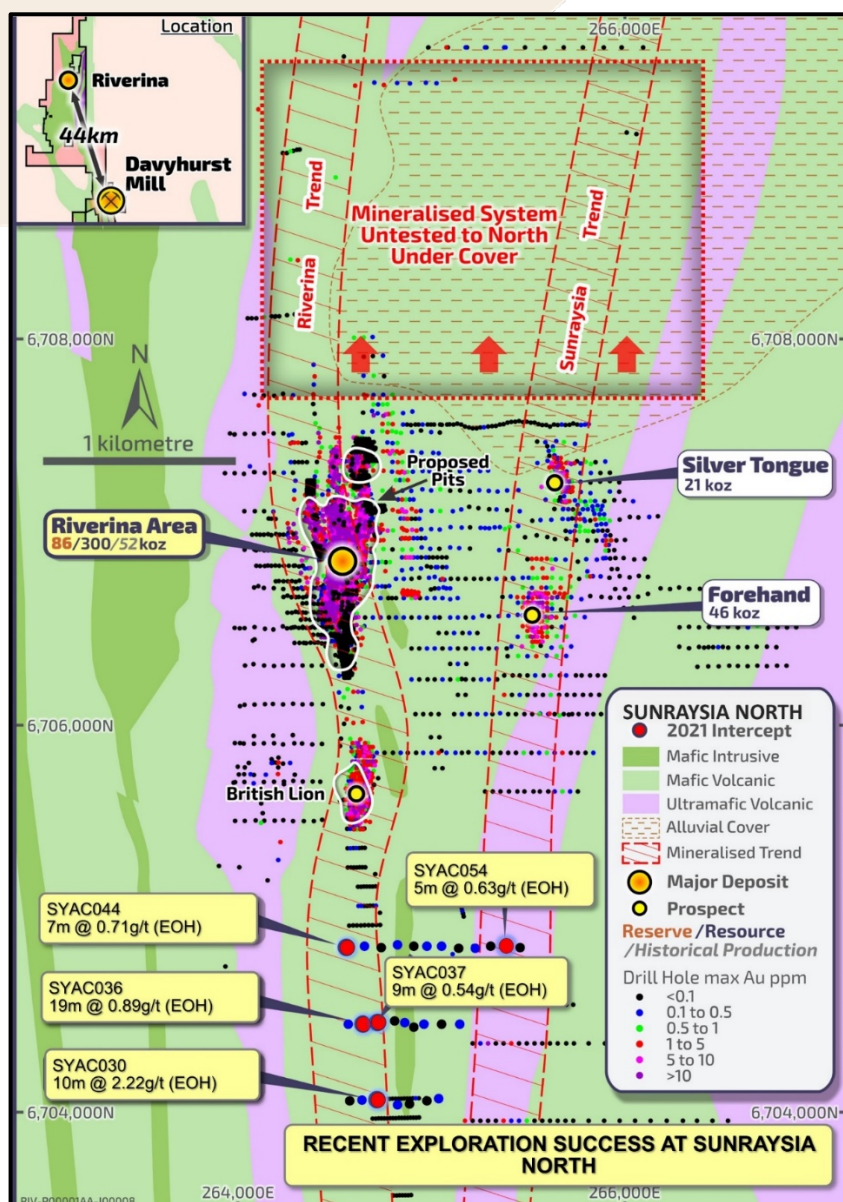 Location
266,000E
Riverina
44km
Davyhurst
Mill
Mineralised System
Untested to North
Under Cover
Riverina
Trend
Sunraysia
Trend
6,708,000N
6,708,000N
N
1 kilometre
Proposed
Pits
Silver Tongue
21 koz
Riverina Area
86/300/52koz
Forehand
46 koz
6,706,000N
British Lion
SUNRAYSIA NORTH
2021 Intercept
Mafic Intrusive
Mafic Volcanic
Ultramafic Volcanic
Alluvial Cover
Mineralised Trend
Major Deposit
Prospect
Reserve/Resource
/Historical Production
Drill Hole max Au ppm
<0.1
0.1 to 0.5
0.5 to 1
1 to 5
5 to 10
>10
SYAC054
5m @ 0.63g/t (EOH)
SYAC044
7m @ 0.71g/t (EOH)
SYAC037
9m @ 0.54g/t (EOH)
SYAC036
19m @ 0.89g/t (EOH)
SYAC030
10m @ 2.22g/t (EOH)
6,704,000N
6,704,000N
RECENT EXPLORATION SUCCESS AT SUNRAYSIA
NORTH
264,000E
266,000E